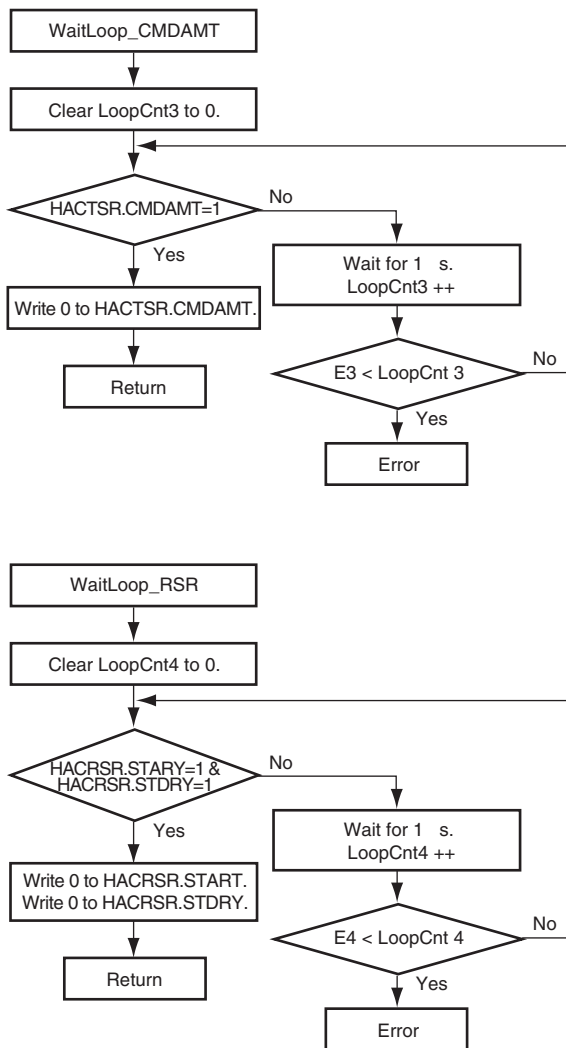 WaitLoop_CMDAMT
Clear LoopCnt3 to 0.
HACTSR.CMDAMT=1
No
Yes
Wait for 1 s.
LoopCnt3 ++
Write 0 to HACTSR.CMDAMT.
Return
E3 < LoopCnt 3
No
Yes
Error
WaitLoop_RSR
Clear LoopCnt4 to 0.
HACRSR.STARY=1 &
HACRSR.STDRY=1
No
Yes
Wait for 1 s.
LoopCnt4 ++
Write 0 to HACRSR.START.
Write 0 to HACRSR.STDRY.
Return
E4 < LoopCnt 4
No
Yes
Error